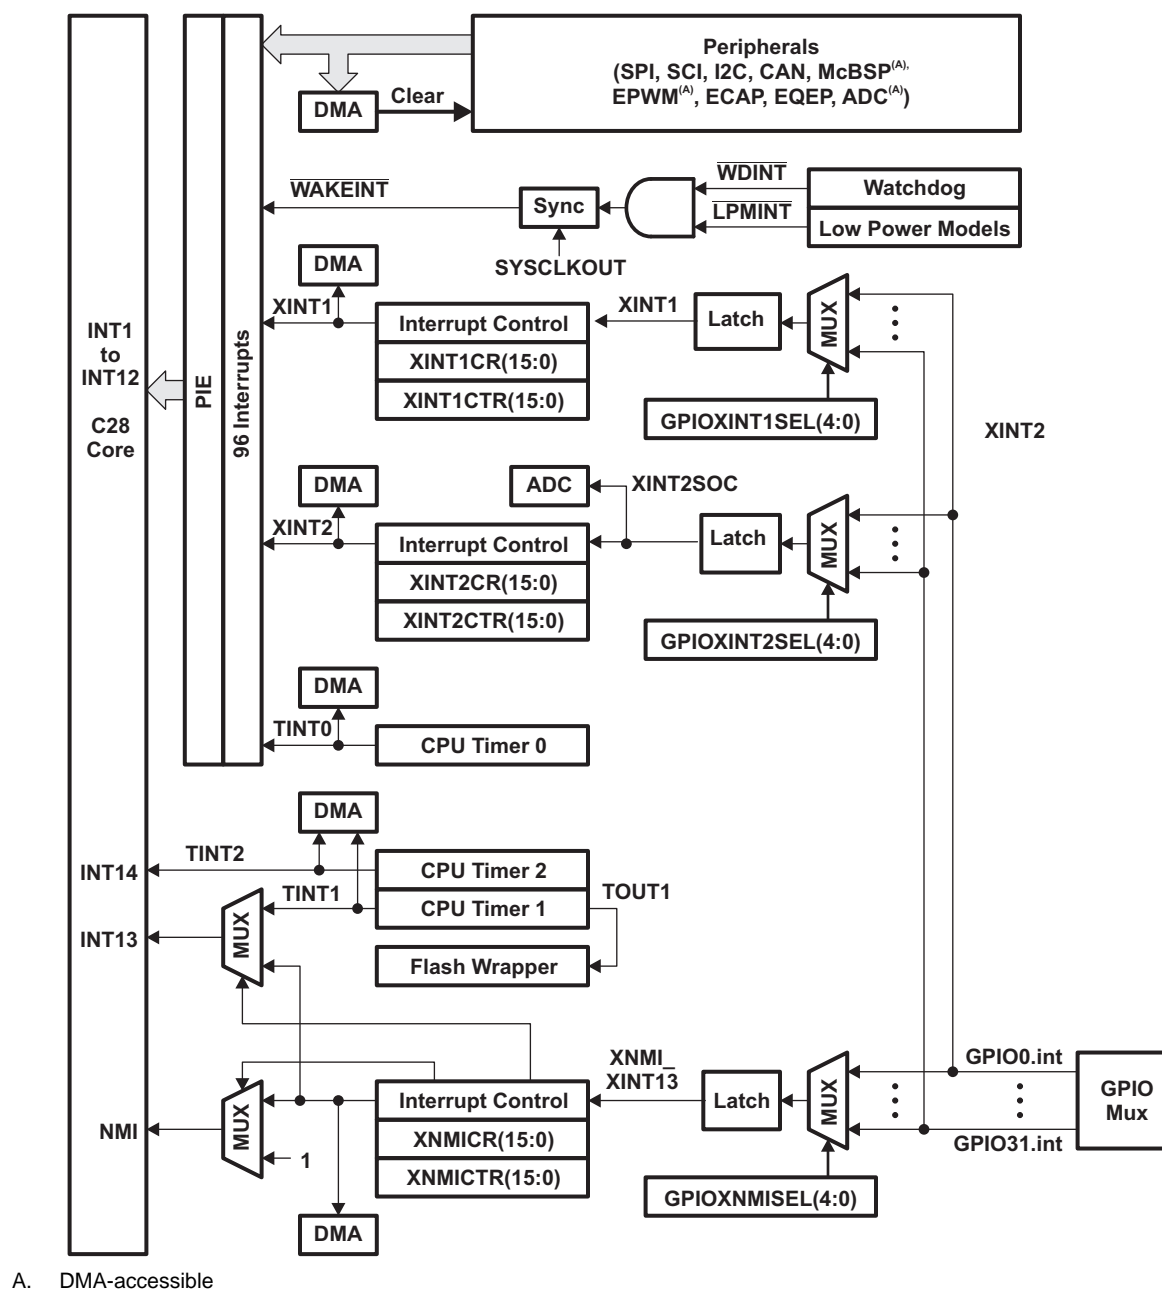 Peripherals
(SPI, SCI, I2C, CAN, McBSP(A),
EPWM(A), ECAP, EQEP, ADC(A))
DMA
Clear
WAKEINT
Sync
SYSCLKOUT
WDINT
LPMINT
Watchdog
Low Power Models
DMA
XINT1
Interrupt Control
XINT1CR(15:0)
XINT1CTR(15:0)
XINT1
Latch
MUX
GPIOXINT1SEL(4:0)
INT1
to
INT12
C28
Core
PIE
96 Interrupts
XINT2
DMA
XINT2
Interrupt Control
XINT2CR(15:0)
XINT2CTR(15:0)
ADC
XINT2SOC
Latch
MUX
GPIOXINT2SEL(4:0)
DMA
TINT0
CPU Timer 0
DMA
INT14
TINT2
CPU Timer 2
TINT1
CPU Timer 1
TOUT1
INT13
MUX
Flash Wrapper
NMI
MUX
1
Interrupt Control
XNMICR(15:0)
XNMICTR(15:0)
DMA
XNMI_
XINT13
Latch
MUX
GPIOXNMISEL(4:0)
GPIO0.int
GPIO31.int
GPIO
Mux
A. DMA-accessible